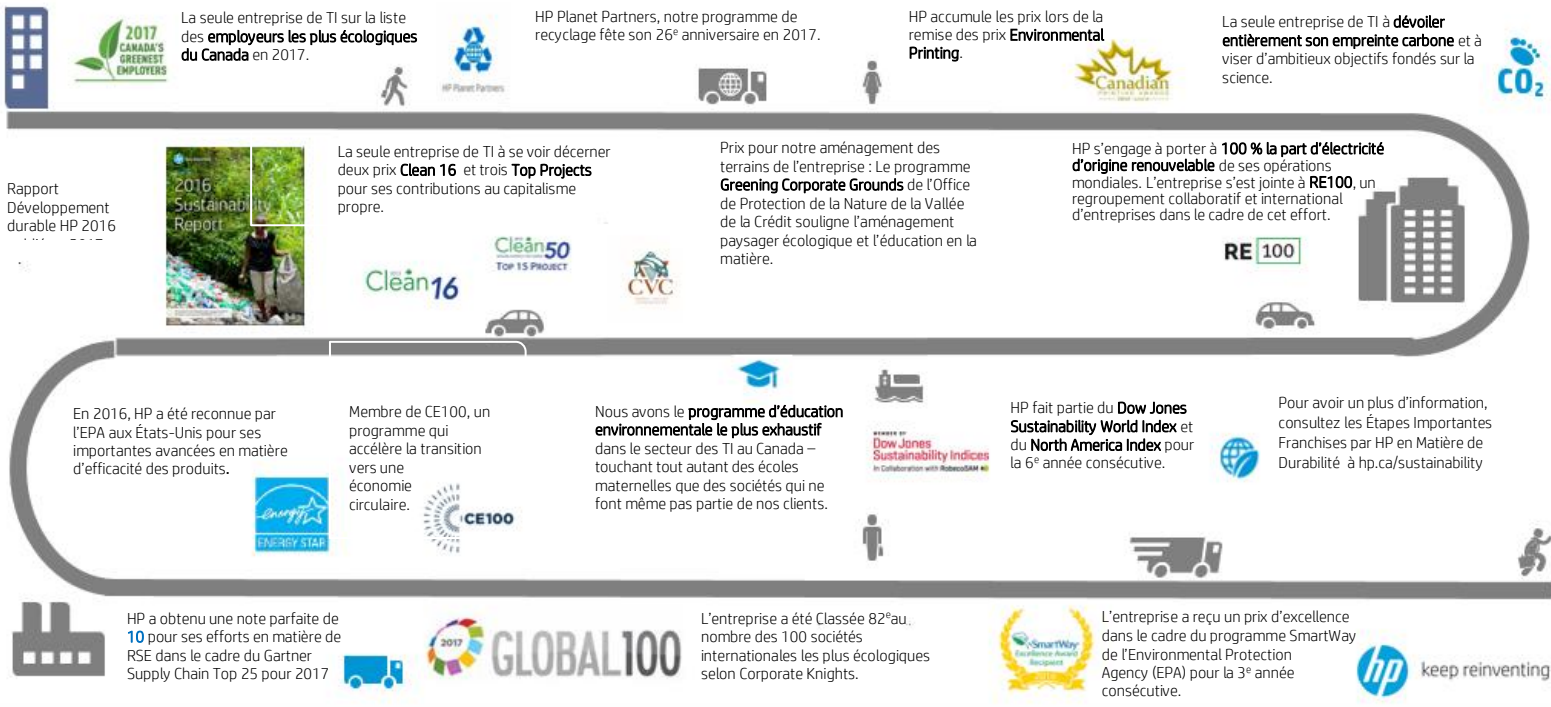 2017
CANADA'S
GREENEST
EMPLOYERS
La seule entreprise de TI sur la liste
des employeurs les plus écologiques
du Canada en 2017.
HP Planet Partners
HP Planet Partners, notre programme de
recyclage fête son 26e anniversaire en 2017.
HP accumule les prix lors de la
remise des prix Environmental
Printing.
Canadian
La seule entreprise de TI à dévoiler
entièrement son empreinte carbone et à
viser d'ambitieux objectifs fondés sur la
science.
CO2
Rapport
Développement
durable HP 2016
2016
Sustainability
Report
La seule entreprise de TI à se voir décerner
deux prix Clean 16 et trois Top Projects
pour ses contributions au capitalisme
propre.
Clean16
Clean50
TOP 15 PROJECT
CVC
Prix pour notre aménagement des
terrains de l'entreprise : Le programme
Greening Corporate Grounds de l'Office
de Protection de la Nature de la Vallée
de la Crédit souligne l'aménagement
paysager écologique et l'éducation en la
matière.
HP s'engage à porter à 100 % la part d'électricité
d'origine renouvelable de ses opérations
mondiales. L'entreprise s'est jointe à RE100, un
regroupement collaboratif et international
d'entreprises dans le cadre de cet effort.
RE 100
En 2016, HP a été reconnue par
l'EPA aux États-Unis pour ses
importantes avancées en matière
d'efficacité des produits.
energy
ENERGY STAR
Membre de CE100, un
programme qui
accélère la transition
vers une
économie
circulaire.
CE100
Nous avons le programme d'éducation
environnementale le plus exhaustif
dans le secteur des TI au Canada –
touchant tout autant des écoles
maternelles que des sociétés qui ne
font même pas partie de nos clients.
MEMBER OF
Dow Jones
Sustainability Indices
In Collaboration with RobecoSAM
HP fait partie du Dow Jones
Sustainability World Index et
du North America Index pour
la 6e année consécutive.
Pour avoir un plus d'information,
consultez les Étapes Importantes
Franchises par HP en Matière de
Durabilité à hp.ca/sustainability
HP a obtenu une note parfaite de
10 pour ses efforts en matière de
RSE dans le cadre du Gartner
Supply Chain Top 25 pour 2017
2017
GLOBAL100
L'entreprise a été Classée 82eau
nombre des 100 sociétés
internationales les plus écologiques
selon Corporate Knights.
SmartWay
Excellence Award
Recipient
L'entreprise a reçu un prix d'excellence
dans le cadre du programme SmartWay
de l'Environmental Protection
Agency (EPA) pour la 3e année
consécutive.
hp
keep reinventing